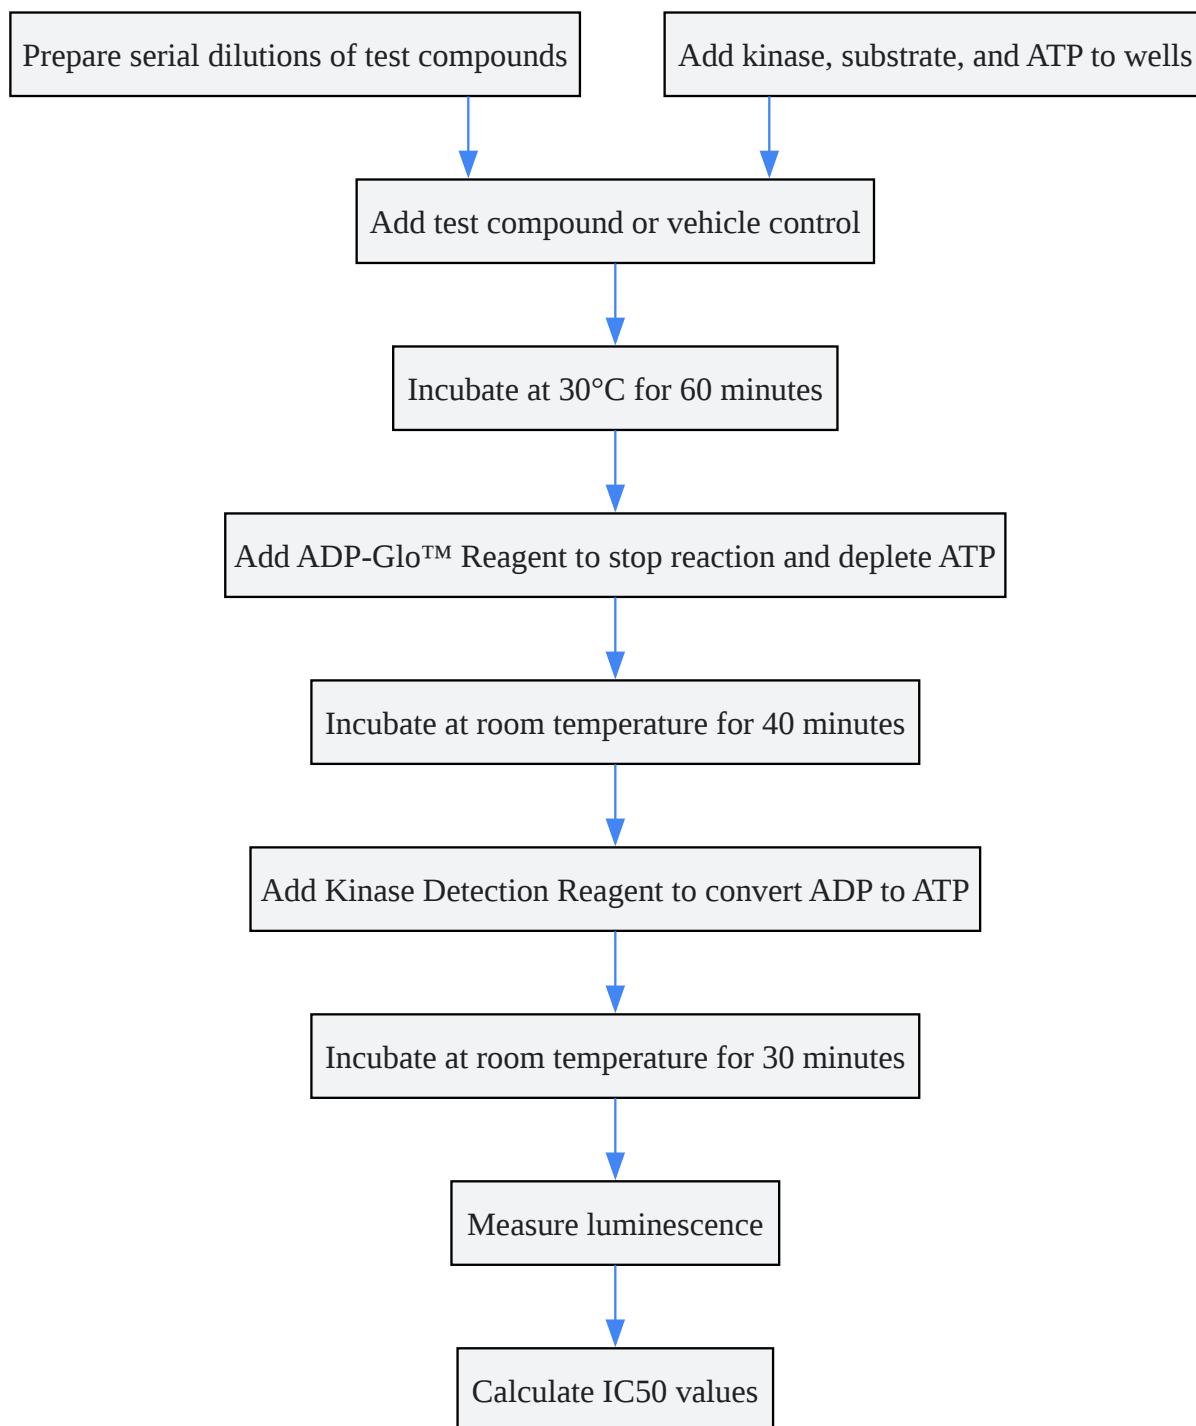 Prepare serial dilutions of test compounds
Add kinase, substrate, and ATP to wells
Add test compound or vehicle control
Incubate at 30°C for 60 minutes
Add ADP-Glo™ Reagent to stop reaction and deplete ATP
Incubate at room temperature for 40 minutes
Add Kinase Detection Reagent to convert ADP to ATP
Incubate at room temperature for 30 minutes
Measure luminescence
Calculate IC50 values